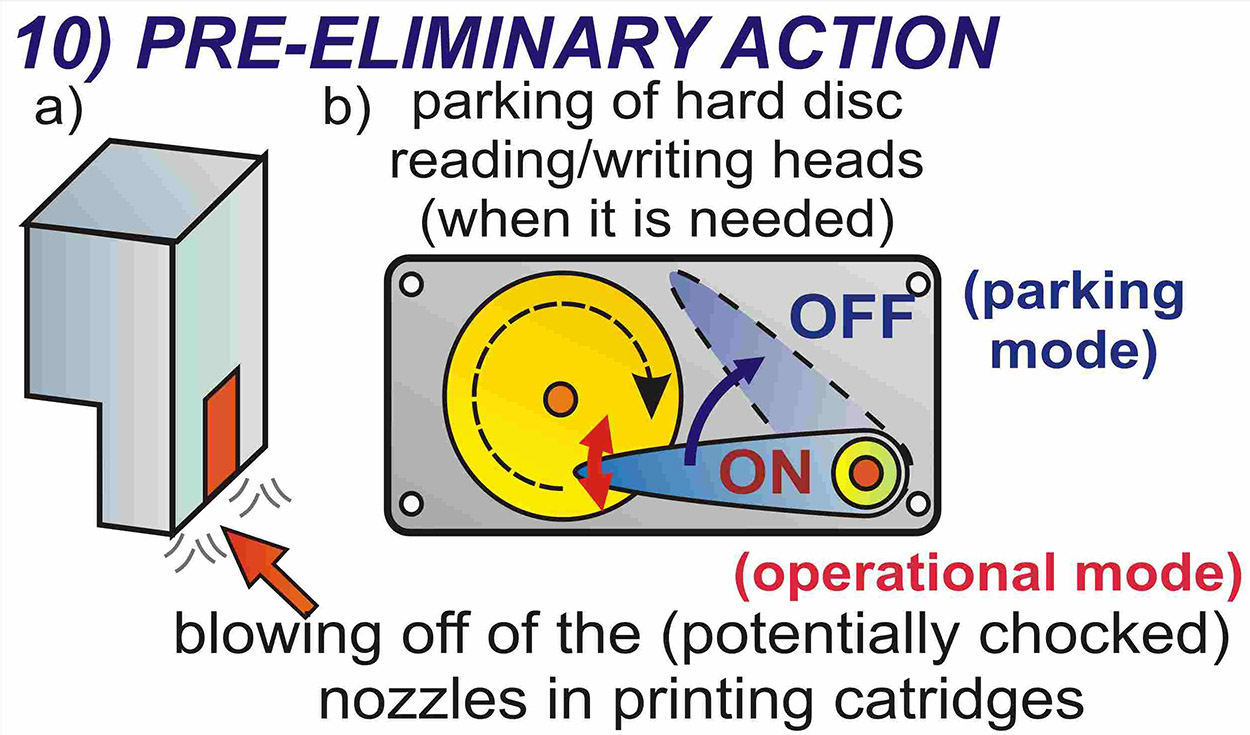 10) PRE-ELIMINARY ACTION
a)
b) parking of hard disc
reading/writing heads
(when it is needed)
OFF
(parking
mode)
ON
(operational mode)
blowing off of the (potentially chocked)
nozzles in printing catridges